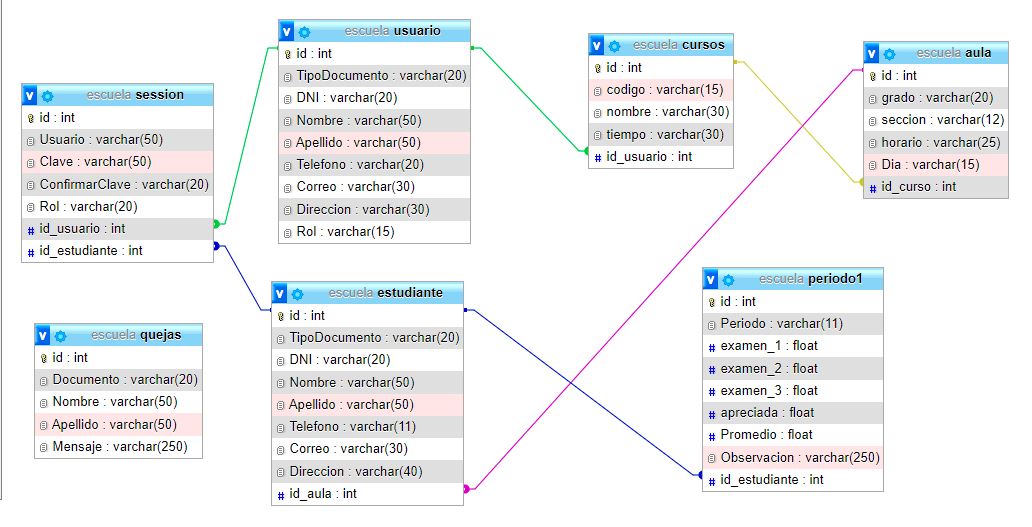 escuela session
id : int
Usuario : varchar(50)
Clave : varchar(50)
ConfirmarClave : varchar(20)
Rol : varchar(20)
id_usuario : int
id_estudiante : int
escuela usuario
id : int
TipoDocumento : varchar(20)
DNI : varchar(20)
Nombre : varchar(50)
Apellido : varchar(50)
Telefono : varchar(20)
Correo : varchar(30)
Direccion : varchar(30)
Rol : varchar(15)
escuela cursos
id : int
codigo : varchar(15)
nombre : varchar(30)
tiempo : varchar(30)
id_usuario : int
escuela aula
id : int
grado : varchar(20)
seccion : varchar(12)
horario : varchar(25)
Dia : varchar(15)
id_curso : int
escuela quejas
id : int
Documento : varchar(20)
Nombre : varchar(50)
Apellido : varchar(50)
Mensaje : varchar(250)
escuela estudiante
id : int
TipoDocumento : varchar(20)
DNI : varchar(20)
Nombre : varchar(50)
Apellido : varchar(50)
Telefono : varchar(11)
Correo : varchar(30)
Direccion : varchar(40)
id_aula : int
escuela periodo1
id : int
Periodo : varchar(11)
examen_1 : float
examen_2 : float
examen_3 : float
apreciada : float
Promedio : float
Observacion : varchar(250)
id_estudiante : int